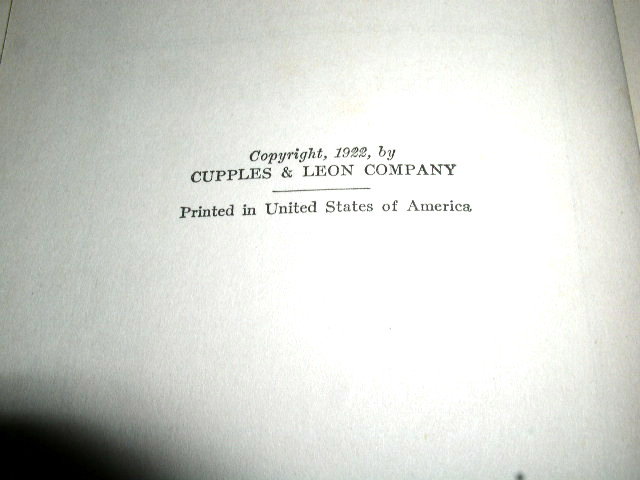 Copyright, 1922, by
CUPPLES & LEON COMPANY
Printed in United States of America